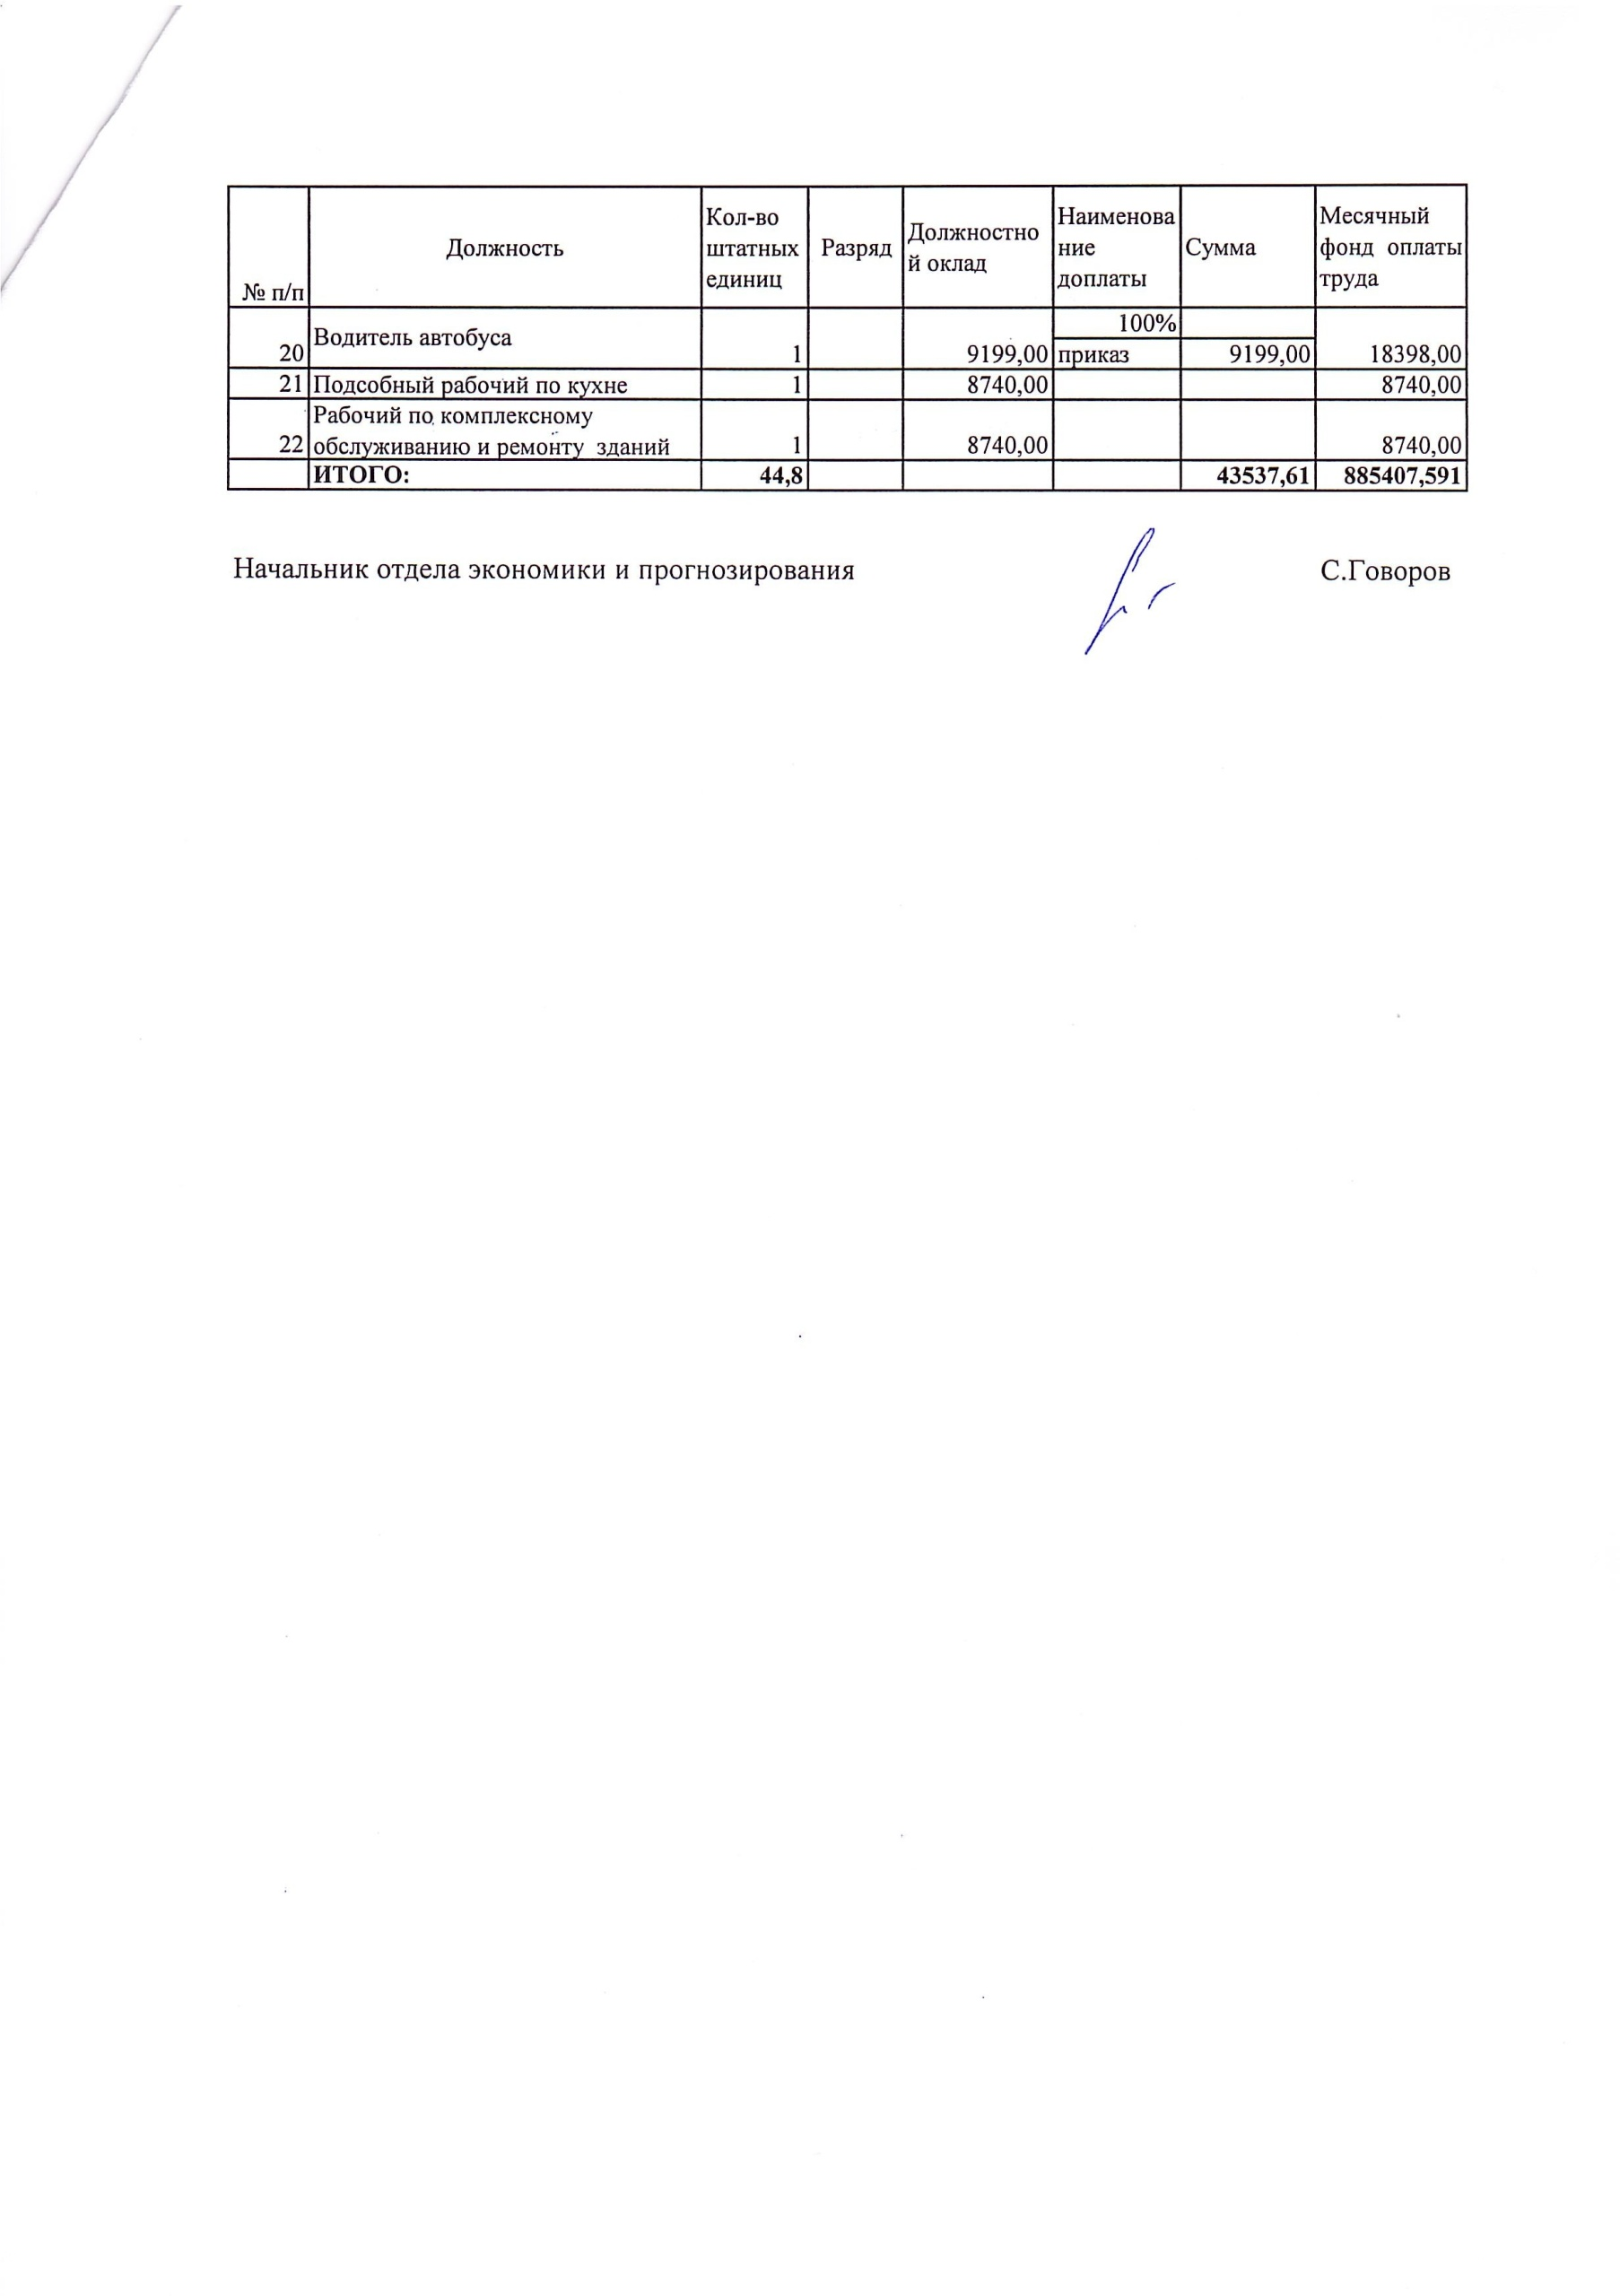 № п/п Должность Кол-во штатных единиц Разряд Должностно й оклад Наименова ние доплаты Сумма Месячный фонд оплаты труда
20 Водитель автобуса 1 9199,00 100% приказ 9199,00 18398,00
21 Подсобный рабочий по кухне 1 8740,00 8740,00
22 Рабочий по комплексному обслуживанию и ремонту зданий 1 8740,00 8740,00
ИТОГО: 44,8 43537,61 885407,591
Начальник отдела экономики и прогнозирования С.Говоров